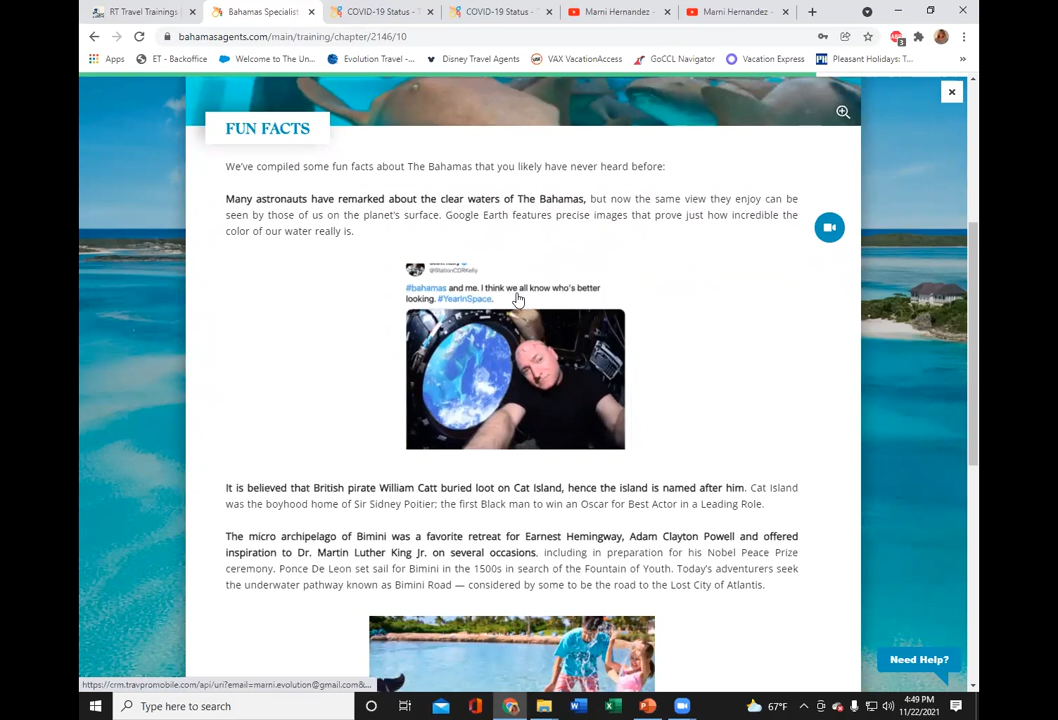 RT Travel Trainings
Bahamas Specialist
COVID-19 Status - T
COVID-19 Status - T
Marni Hernandez -
Marni Hernandez -
bahamasagents.com/main/training/chapter/2146/10
Apps
ET - Backoffice
Welcome to The Un...
Evolution Travel -...
Disney Travel Agents
VAX VacationAccess
GoCCL Navigator
Vacation Express
Pleasant Holidays: T...
FUN FACTS
We've compiled some fun facts about The Bahamas that you likely have never heard before:
Many astronauts have remarked about the clear waters of The Bahamas, but now the same view they enjoy can be
seen by those of us on the planet's surface. Google Earth features precise images that prove just how incredible the
color of our water really is.
@StationCDRKelly
#bahamas and me. I think we all know who's better
looking. #YearInSpace.
It is believed that British pirate William Catt buried loot on Cat Island, hence the island is named after him. Cat Island
was the boyhood home of Sir Sidney Poitier; the first Black man to win an Oscar for Best Actor in a Leading Role.
The micro archipelago of Bimini was a favorite retreat for Earnest Hemingway, Adam Clayton Powell and offered
inspiration to Dr. Martin Luther King Jr. on several occasions, including in preparation for his Nobel Peace Prize
ceremony. Ponce De Leon set sail for Bimini in the 1500s in search of the Fountain of Youth. Today's adventurers seek
the underwater pathway known as Bimini Road — considered by some to be the road to the Lost City of Atlantis.
Need Help?
https://crm.travpromobile.com/api/uri?email=marni.evolution@gmail.com&...
Type here to search
67°F
4:49 PM
11/22/2021